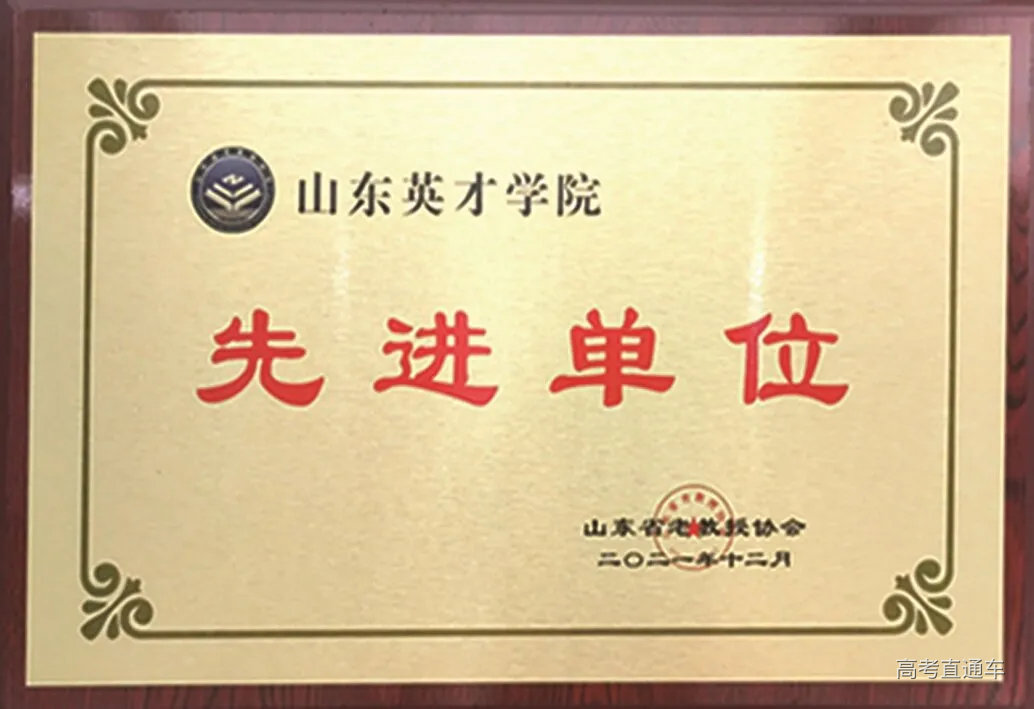 山东英才学院
先进单位
山东省老教授协会
二〇二一年十二月
高考直通车